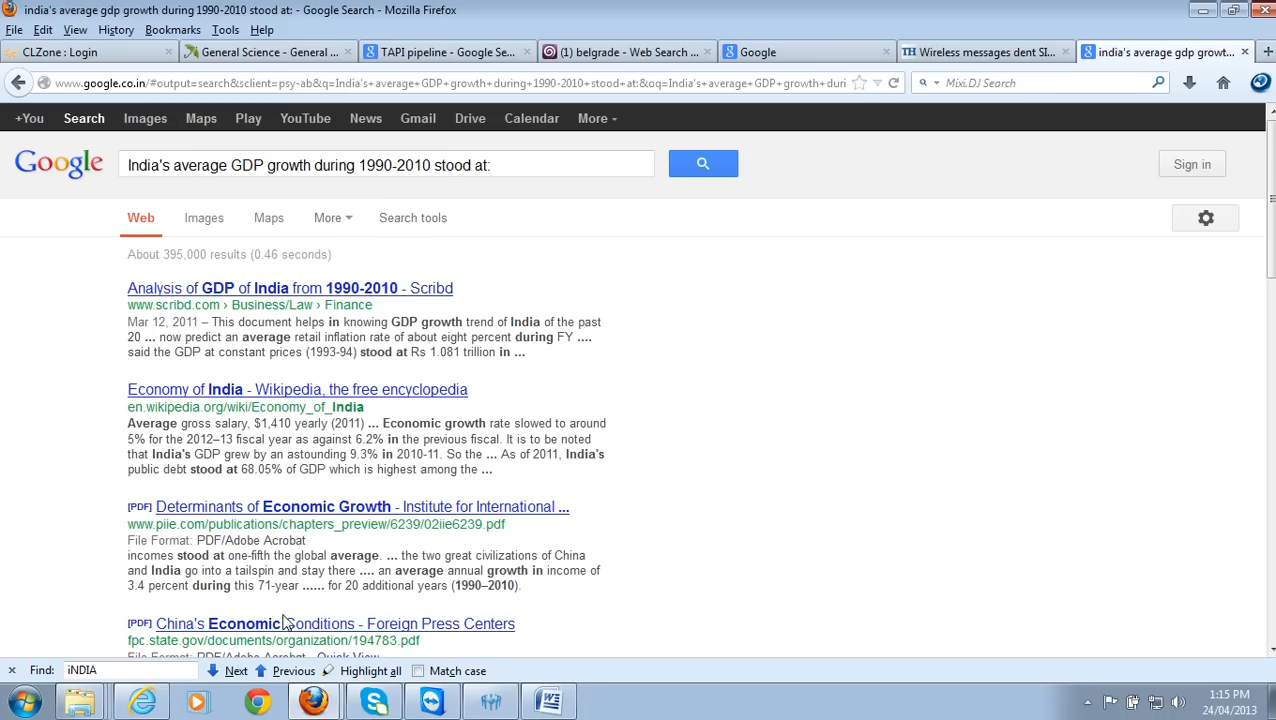 india's average gdp growth during 1990-2010 stood at: - Google Search - Mozilla Firefox
File Edit View History Bookmarks Tools Help
CLZone : Login
General Science - General ...
TAPI pipeline - Google Se...
(1) belgrade - Web Search ...
Google
TH Wireless messages dent SI...
india's average gdp growt...
www.google.co.in/#output=search&sclient=psy-ab&q=India's+average+GDP+growth+during+1990-2010+stood+at:&oq=India's+average+GDP+growth+duri
Mixi.DJ Search
+You Search Images Maps Play YouTube News Gmail Drive Calendar More
Google
India's average GDP growth during 1990-2010 stood at:
Sign in
Web Images Maps More Search tools
About 395,000 results (0.46 seconds)
Analysis of GDP of India from 1990-2010 - Scribd
www.scribd.com › Business/Law › Finance
Mar 12, 2011 – This document helps in knowing GDP growth trend of India of the past
20 ... now predict an average retail inflation rate of about eight percent during FY ....
said the GDP at constant prices (1993-94) stood at Rs 1.081 trillion in ...
Economy of India - Wikipedia, the free encyclopedia
en.wikipedia.org/wiki/Economy_of_India
Average gross salary, $1,410 yearly (2011) ... Economic growth rate slowed to around
5% for the 2012–13 fiscal year as against 6.2% in the previous fiscal. It is to be noted
that India's GDP grew by an astounding 9.3% in 2010-11. So the ... As of 2011, India's
public debt stood at 68.05% of GDP which is highest among the ...
[PDF] Determinants of Economic Growth - Institute for International ...
www.piie.com/publications/chapters_preview/6239/02iie6239.pdf
File Format: PDF/Adobe Acrobat
incomes stood at one-fifth the global average. ... the two great civilizations of China
and India go into a tailspin and stay there .... an average annual growth in income of
3.4 percent during this 71-year ...... for 20 additional years (1990–2010).
[PDF] China's Economic Conditions - Foreign Press Centers
fpc.state.gov/documents/organization/194783.pdf
File Format: PDF/Adobe Acrobat - Quick View
Find: iNDIA Next Previous Highlight all Match case
1:15 PM
24/04/2013